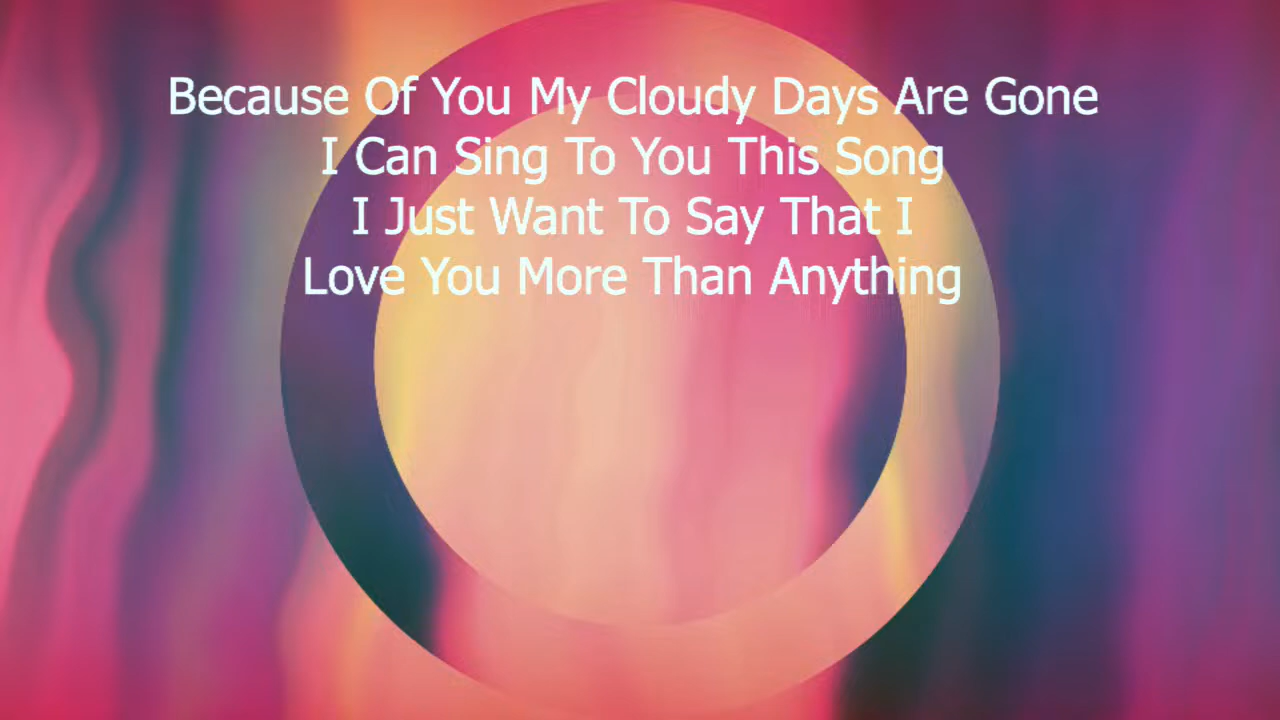 Because Of You My Cloudy Days Are Gone
I Can Sing To You This Song
I Just Want To Say That I
Love You More Than Anything